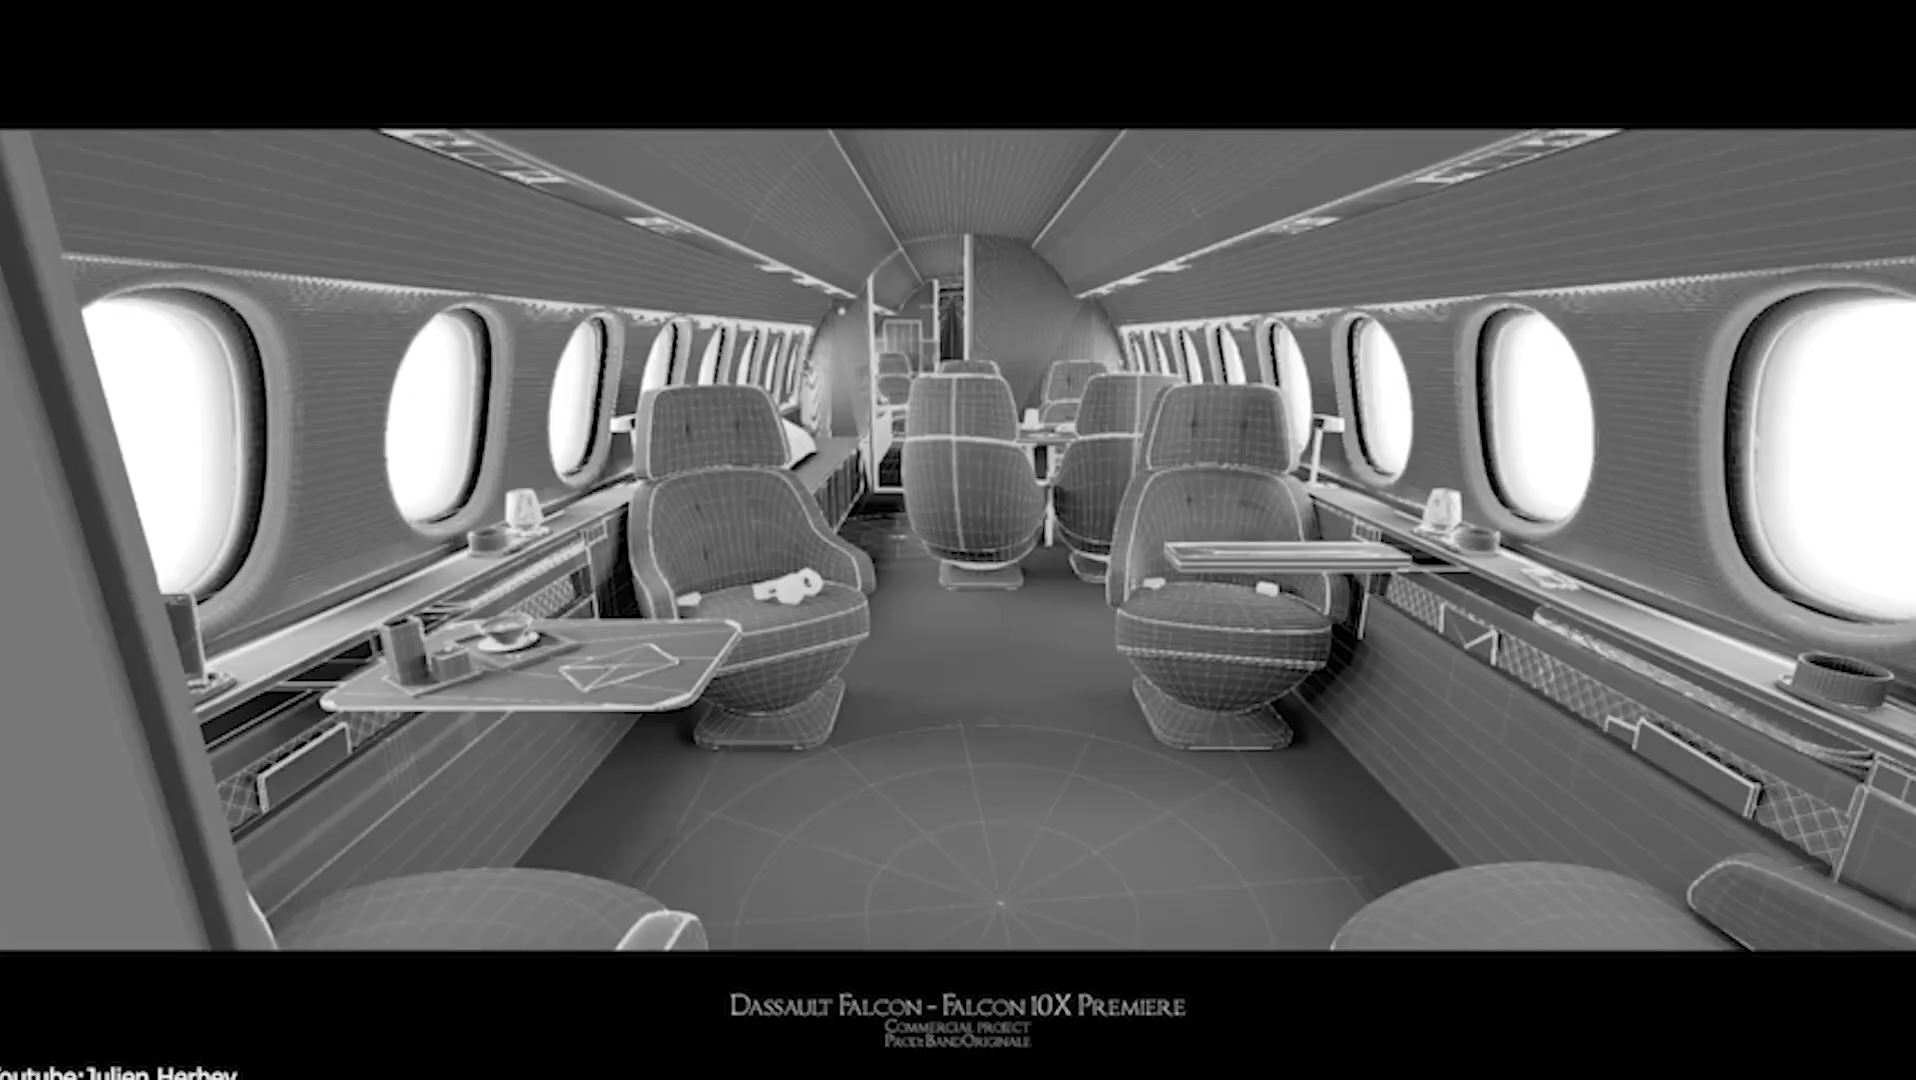 Dassault Falcon - Falcon 10X Premiere
Commercial project
Prod: BandOriginale
Youtube: Julien Herbey